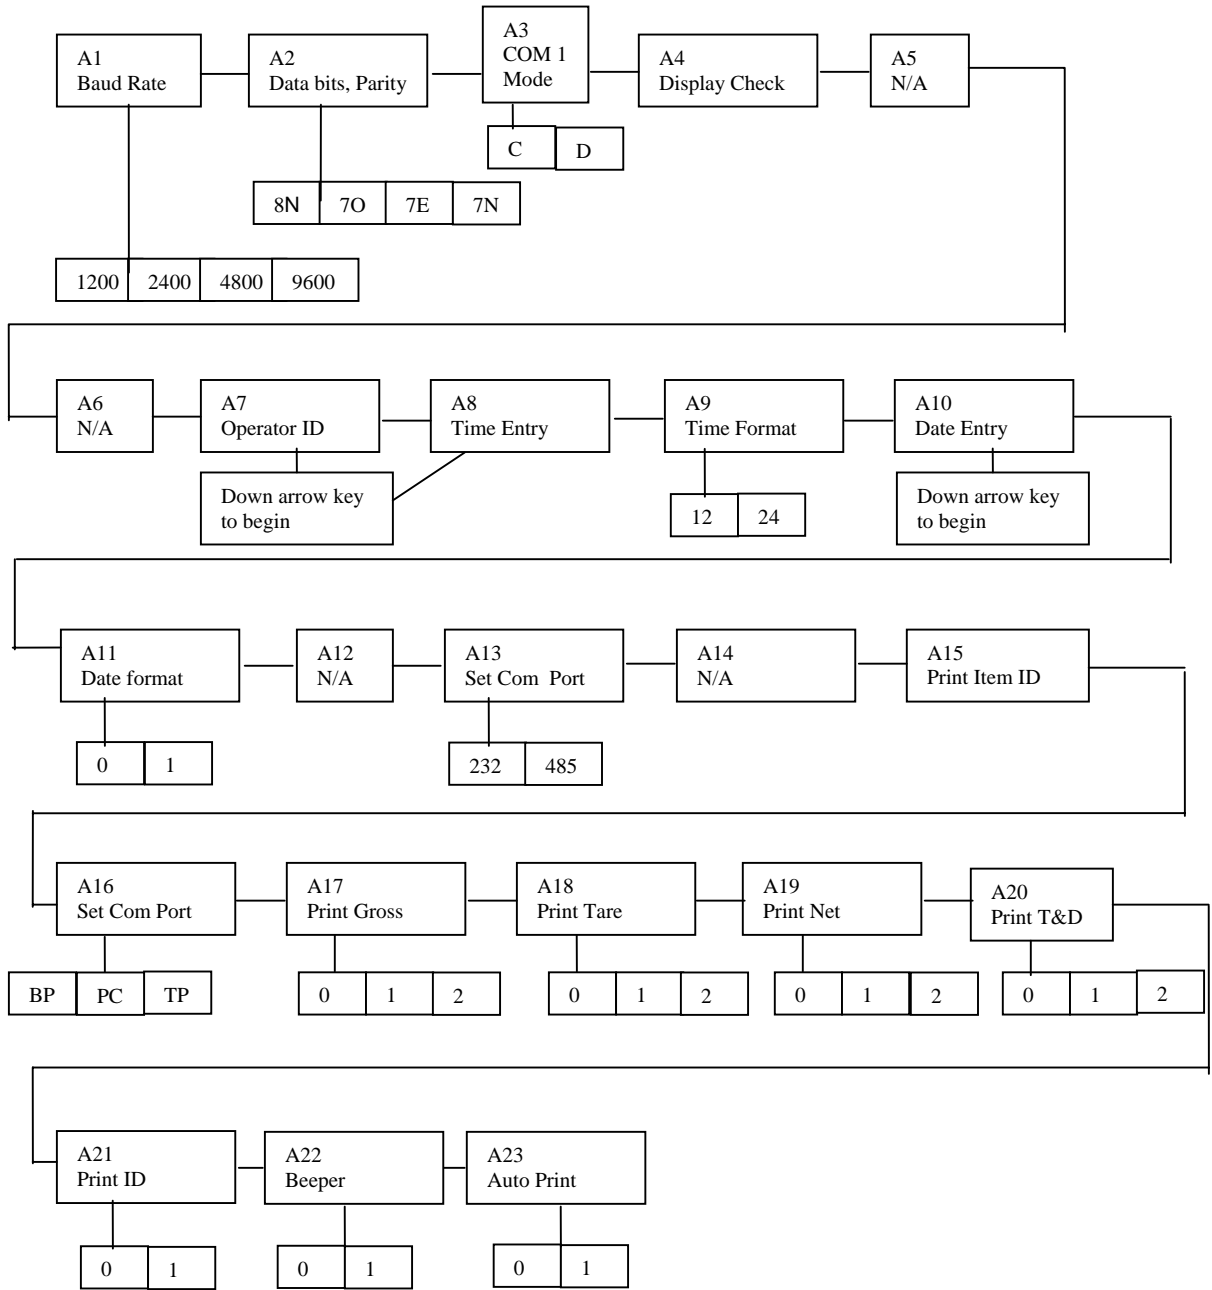 A1
Baud Rate
A2
Data bits, Parity
A3
COM 1
Mode
A4
Display Check
A5
N/A
C D
8N 7O 7E 7N
1200 2400 4800 9600
A6
N/A
A7
Operator ID
A8
Time Entry
A9
Time Format
A10
Date Entry
Down arrow key
to begin
12 24
Down arrow key
to begin
A11
Date format
A12
N/A
A13
Set Com Port
A14
N/A
A15
Print Item ID
0 1
232 485
A16
Set Com Port
A17
Print Gross
A18
Print Tare
A19
Print Net
A20
Print T&D
BP PC TP
0 1 2
0 1 2
0 1 2
0 1 2
A21
Print ID
A22
Beeper
A23
Auto Print
0 1
0 1
0 1